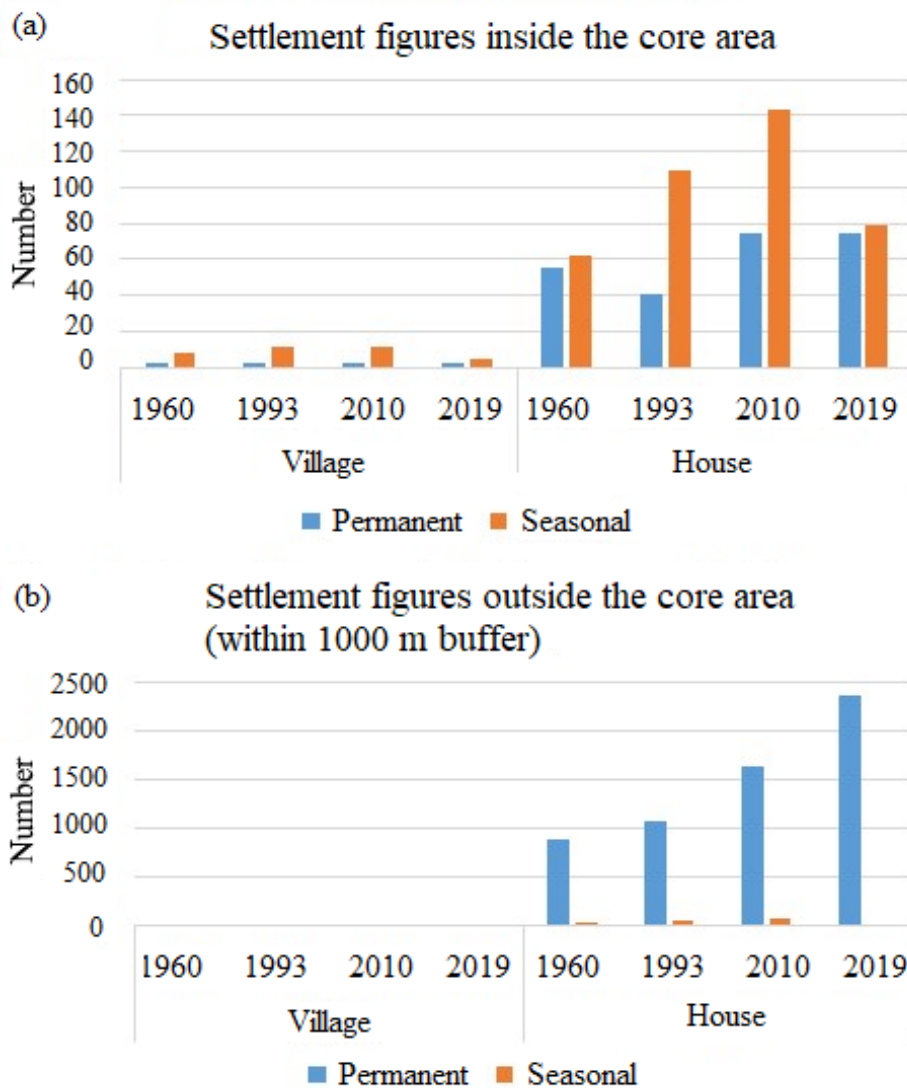 (a)
Settlement figures inside the core area
Number
160
140
120
100
80
60
40
20
0
1960 1993 2010 2019 1960 1993 2010 2019
Village House
Permanent Seasonal
(b)
Settlement figures outside the core area
(within 1000 m buffer)
Number
2500
2000
1500
1000
500
0
1960 1993 2010 2019 1960 1993 2010 2019
Village House
Permanent Seasonal